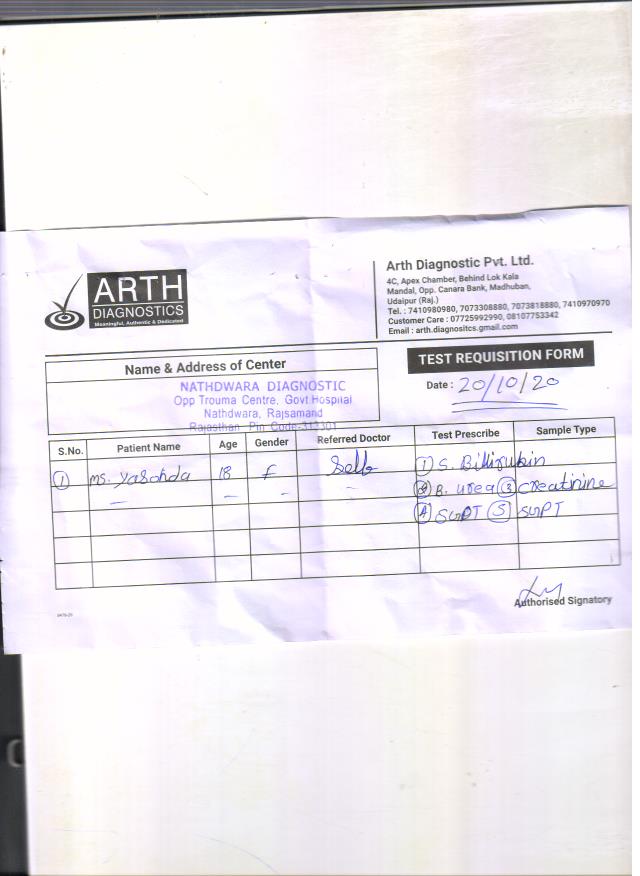 ARTH
DIAGNOSTICS
Meaningful, Authentic & Dedicated
Arth Diagnostic Pvt. Ltd.
4C, Apex Chamber, Behind Lok Kala
Mandal, Opp. Canara Bank, Madhuban,
Udaipur (Raj.)
Tel. : 7410980980, 7073308880, 7073818880, 7410970970
Customer Care : 07725992990, 08107753342
Email : arth.diagnositcs.gmail.com
Name & Address of Center
TEST REQUISITION FORM
NATHDWARA DIAGNOSTIC
Opp Trouma Centre, Govt Hospital
Nathdwara, Rajsamand
Rajasthan Pin Code-313301
Date : 20/10/20
S.No. Patient Name Age Gender Referred Doctor Test Prescribe Sample Type
1 Ms. Yasohda 18 F Self 1 S. Billirubin
2 B. urea 3 creatinine
4 SGOT 5 SGPT
Authorised Signatory